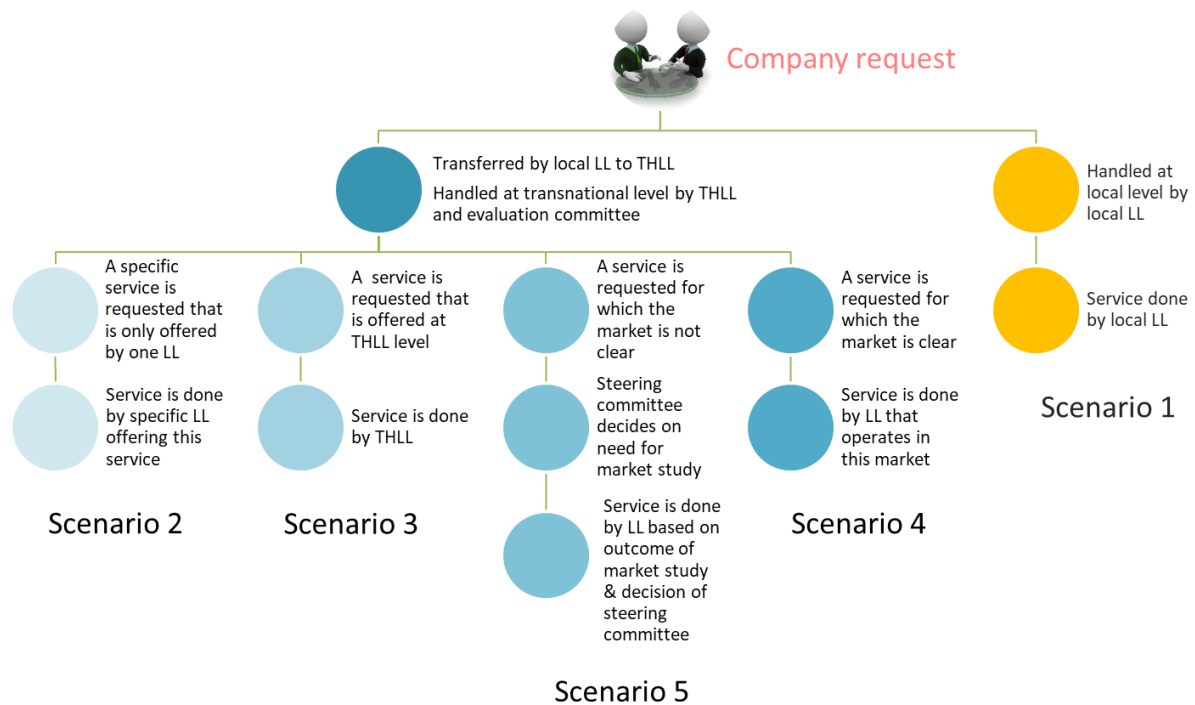 Company request
Transferred by local LL to THLL
Handled at transnational level by THLL
and evaluation committee
Handled at
local level by
local LL
A specific
service is
requested that
is only offered
by one LL
A service is
requested that
is offered at
THLL level
A service is
requested for
which the
market is not
clear
A service is
requested for
which the
market is clear
Service done
by local LL
Service is done
by specific LL
offering this
service
Service is done
by THLL
Steering
committee
decides on
need for
market study
Service is done
by LL that
operates in
this market
Scenario 1
Scenario 2
Scenario 3
Service is done
by LL based on
outcome of
market study
& decision of
steering
committee
Scenario 4
Scenario 5